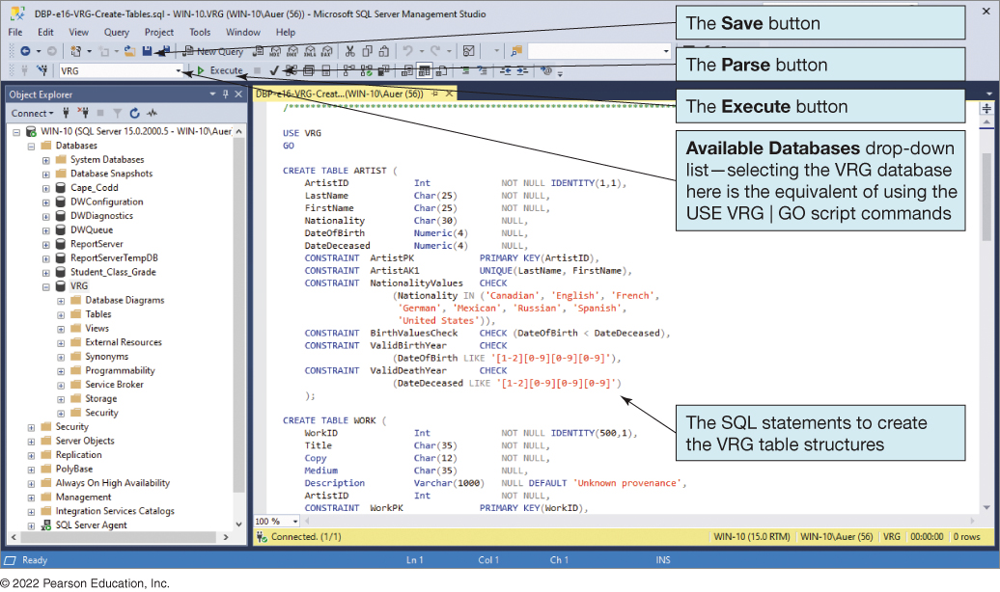 DBP-e16-VRG-Create-Tables.sql - WIN-10.VRG (WIN-10\Auer (56)) - Microsoft SQL Server Management Studio
File Edit View Query Project Tools Window Help
New Query
VRG
Execute
Object Explorer
Connect
WIN-10 (SQL Server 15.0.2000.5 - WIN-10\Auer
Databases
System Databases
Database Snapshots
Cape_Codd
DWConfiguration
DWDiagnostics
DWQueue
ReportServer
ReportServerTempDB
Student_Class_Grade
VRG
Database Diagrams
Tables
Views
External Resources
Synonyms
Programmability
Service Broker
Storage
Security
Security
Server Objects
Replication
PolyBase
Always On High Availability
Management
Integration Services Catalogs
SQL Server Agent
DBP-e16-VRG-Creat...(WIN-10\Auer (56))
USE VRG
GO
CREATE TABLE ARTIST (
ArtistID Int NOT NULL IDENTITY(1,1),
LastName Char(25) NOT NULL,
FirstName Char(25) NOT NULL,
Nationality Char(30) NULL,
DateOfBirth Numeric(4) NULL,
DateDeceased Numeric(4) NULL,
CONSTRAINT ArtistPK PRIMARY KEY(ArtistID),
CONSTRAINT ArtistAK1 UNIQUE(LastName, FirstName),
CONSTRAINT NationalityValues CHECK
(Nationality IN ('Canadian', 'English', 'French',
'German', 'Mexican', 'Russian', 'Spanish',
'United States')),
CONSTRAINT BirthValuesCheck CHECK (DateOfBirth < DateDeceased),
CONSTRAINT ValidBirthYear CHECK
(DateOfBirth LIKE '[1-2][0-9][0-9][0-9]'),
CONSTRAINT ValidDeathYear CHECK
(DateDeceased LIKE '[1-2][0-9][0-9][0-9]')
);
CREATE TABLE WORK (
WorkID Int NOT NULL IDENTITY(500,1),
Title Char(35) NOT NULL,
Copy Char(12) NOT NULL,
Medium Char(35) NULL,
Description Varchar(1000) NULL DEFAULT 'Unknown provenance',
ArtistID Int NOT NULL,
CONSTRAINT WorkPK PRIMARY KEY(WorkID),
100 %
Connected. (1/1)
WIN-10 (15.0 RTM) WIN-10\Auer (56) VRG 00:00:00 0 rows
Ready Ln 1 Col 1 Ch 1 INS
The Save button
The Parse button
The Execute button
Available Databases drop-down
list—selecting the VRG database
here is the equivalent of using the
USE VRG | GO script commands
The SQL statements to create
the VRG table structures
© 2022 Pearson Education, Inc.